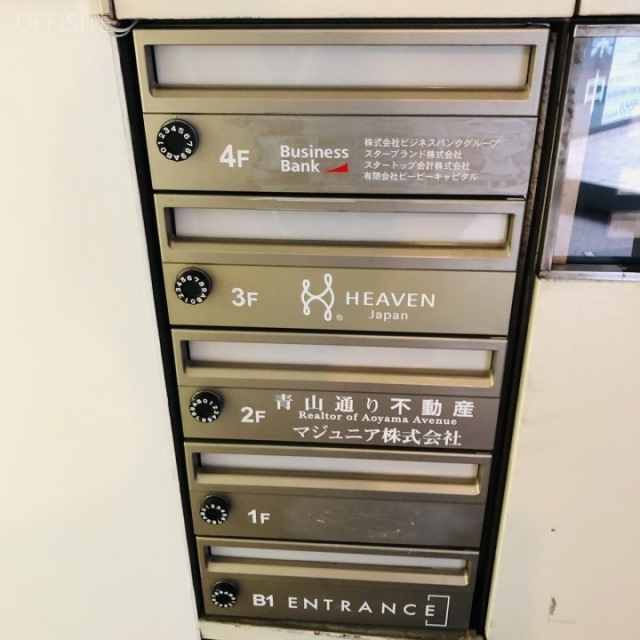 OFFISITE
4F
Business
Bank
株式会社ビジネスバンクグループ
スターブランド株式会社
スタートップ会計株式会社
有限会社ビービーキャピタル
3F
HEAVEN
Japan
2F
青山通り不動産
Realtor of Aoyama Avenue
マジュニア株式会社
1F
B1 ENTRANCE